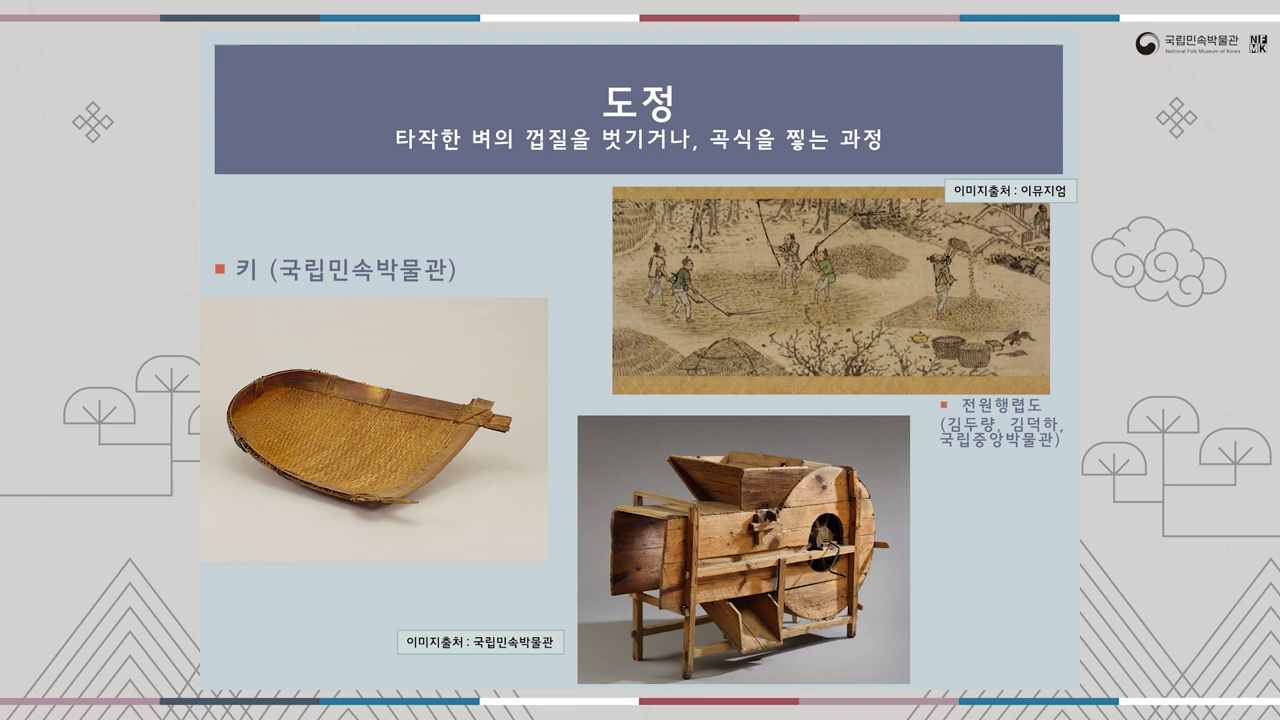 국립민속박물관
National Folk Museum of Korea
NF
MK
도정
타작한 벼의 껍질을 벗기거나, 곡식을 찧는 과정
이미지출처 : 이뮤지엄
키 (국립민속박물관)
전원행렵도
(김두량, 김덕하,
국립중앙박물관)
이미지출처 : 국립민속박물관